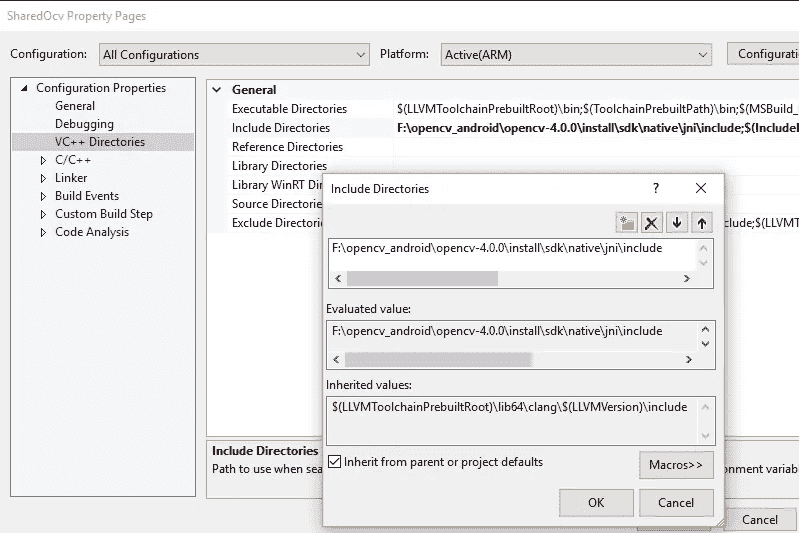 SharedOcv Property Pages
Configuration: All Configurations Platform: Active(ARM) Configurati
Configuration Properties
General
Debugging
VC++ Directories
C/C++
Linker
Build Events
Custom Build Step
Code Analysis
General
Executable Directories $(LLVMToolchainPrebuiltRoot)\bin;$(ToolchainPrebuiltPath)\bin;$(MSBuild_
Include Directories F:\opencv_android\opencv-4.0.0\install\sdk\native\jni\include;$(IncludeI
Reference Directories
Library Directories
Library WinRT Dir
Source Directorie
Exclude Directorie clude;$(LLVMT
Include Directories
? X
F:\opencv_android\opencv-4.0.0\install\sdk\native\jni\include
Evaluated value:
F:\opencv_android\opencv-4.0.0\install\sdk\native\jni\include
Inherited values:
$(LLVMToolchainPrebuiltRoot)\lib64\clang\$(LLVMVersion)\include
Inherit from parent or project defaults
Macros>>
OK Cancel
Include Directories
Path to use when sea onment variab
Cancel